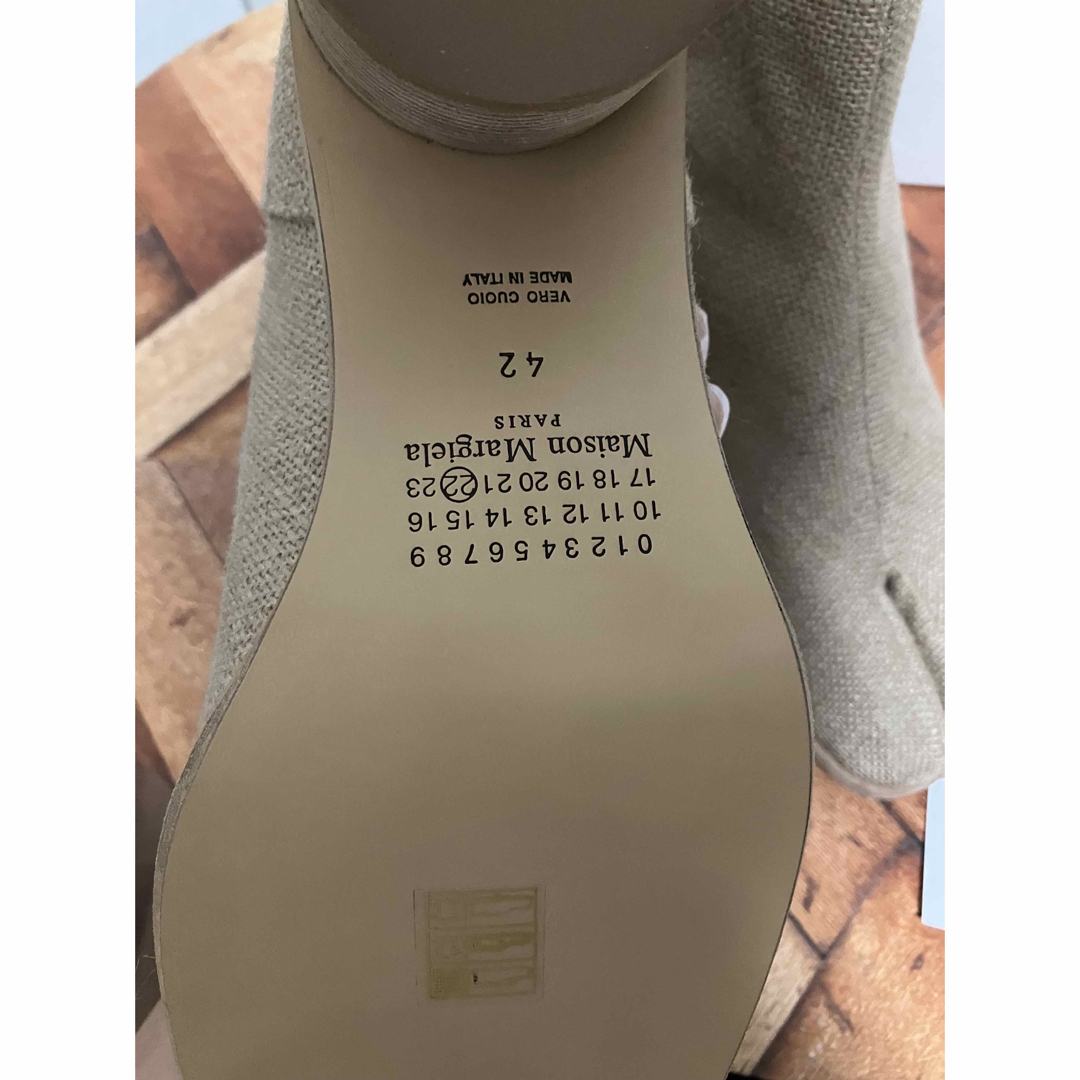 0 1 2 3 4 5 6 7 8 9
10 11 12 13 14 15 16
17 18 19 20 21 22 23
Maison Margiela
PARIS
42
VERO CUOIO
MADE IN ITALY